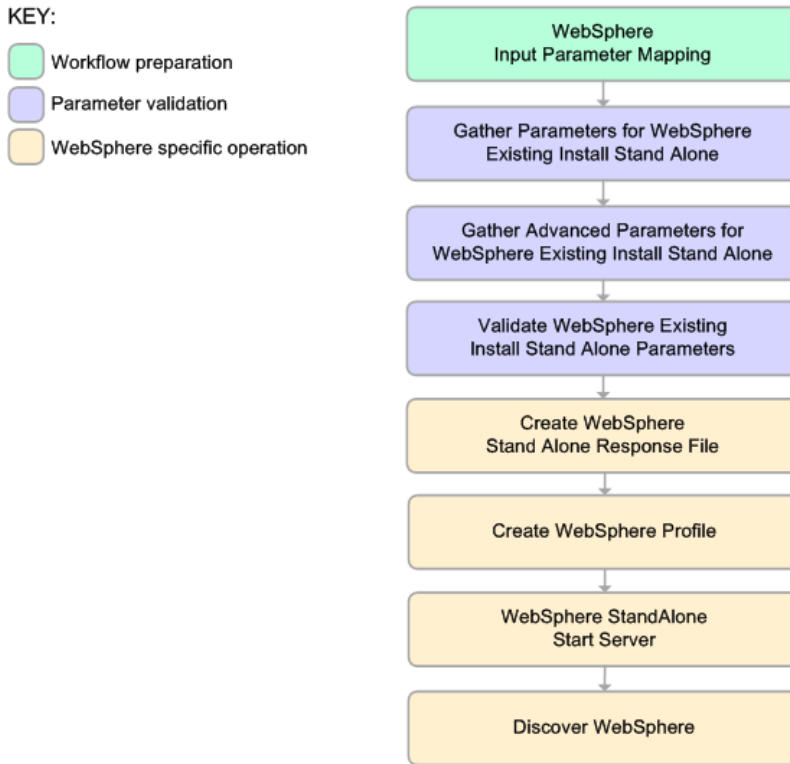 KEY:
Workflow preparation
Parameter validation
WebSphere specific operation
WebSphere
Input Parameter Mapping
Gather Parameters for WebSphere
Existing Install Stand Alone
Gather Advanced Parameters for
WebSphere Existing Install Stand Alone
Validate WebSphere Existing
Install Stand Alone Parameters
Create WebSphere
Stand Alone Response File
Create WebSphere Profile
WebSphere StandAlone
Start Server
Discover WebSphere